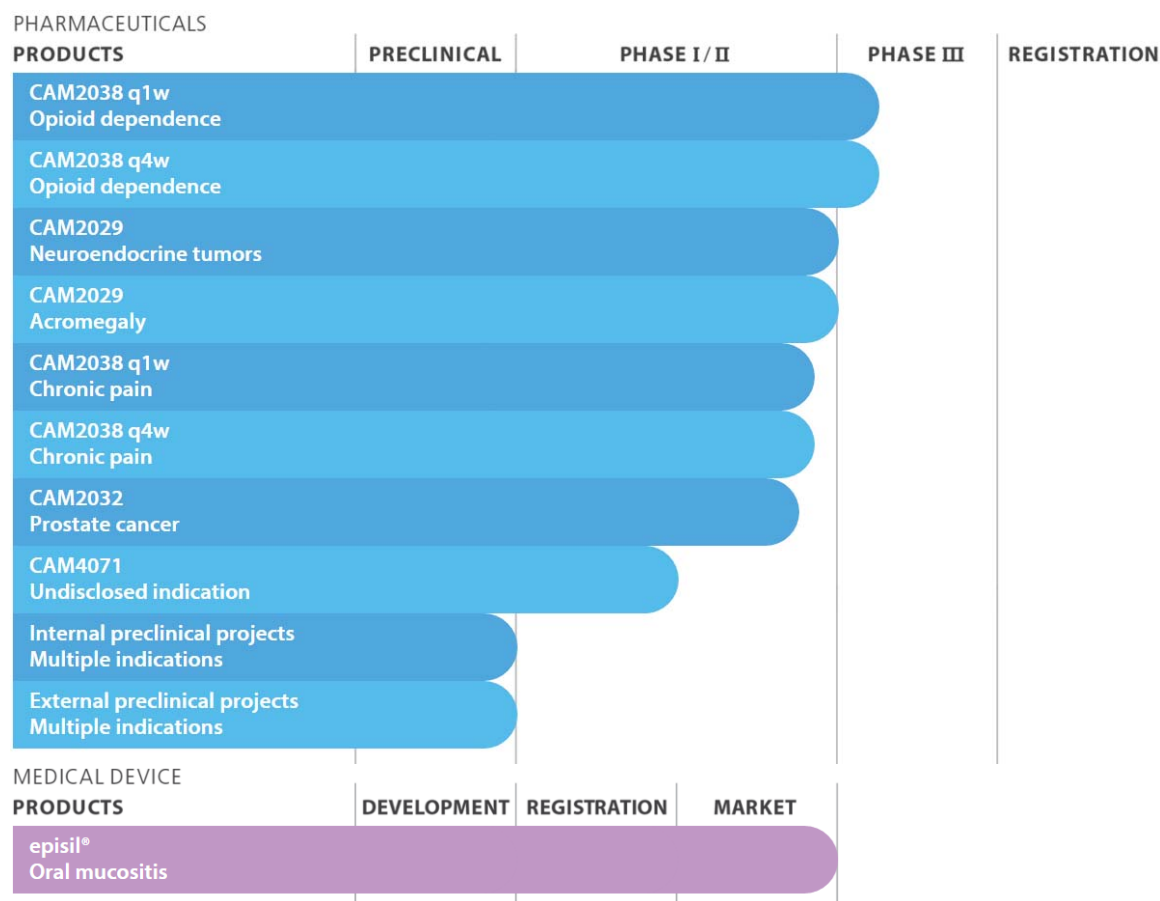 PHARMACEUTICALS
PRODUCTS PRECLINICAL PHASE I / II PHASE III REGISTRATION
CAM2038 q1w
Opioid dependence
CAM2038 q4w
Opioid dependence
CAM2029
Neuroendocrine tumors
CAM2029
Acromegaly
CAM2038 q1w
Chronic pain
CAM2038 q4w
Chronic pain
CAM2032
Prostate cancer
CAM4071
Undisclosed indication
Internal preclinical projects
Multiple indications
External preclinical projects
Multiple indications
MEDICAL DEVICE
PRODUCTS DEVELOPMENT REGISTRATION MARKET
episil®
Oral mucositis